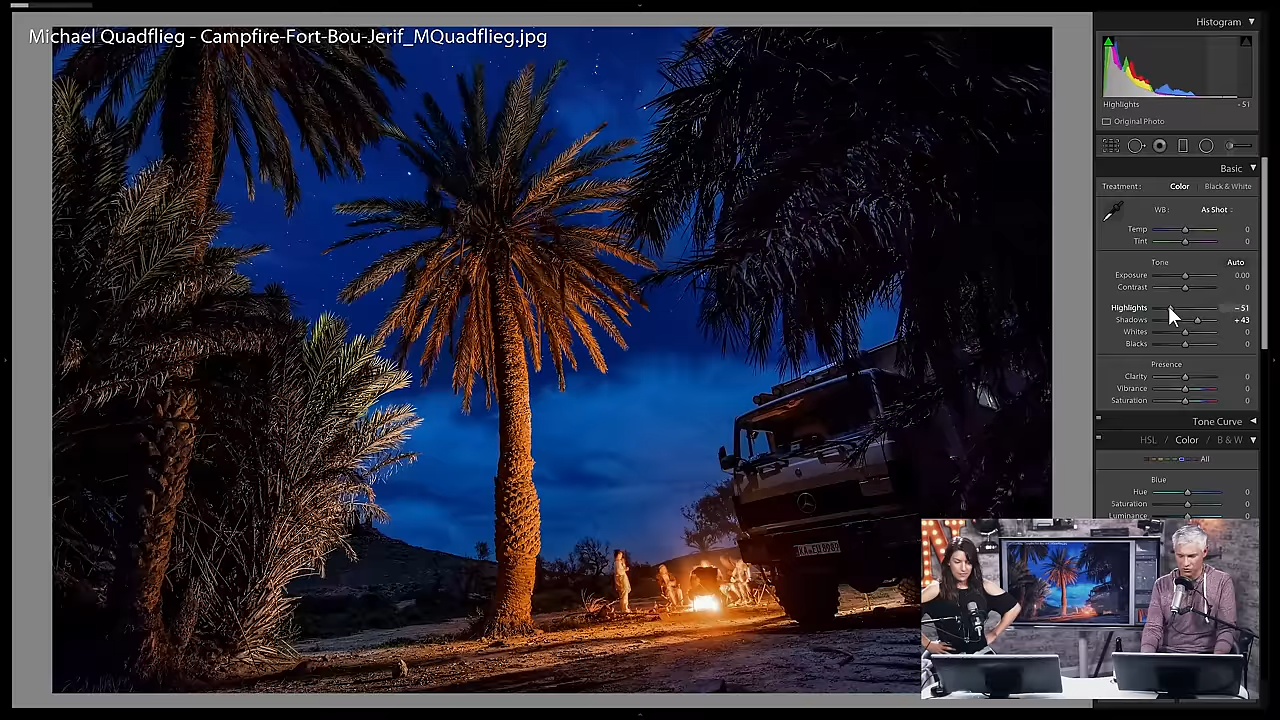 Michael Quadflieg - Campfire-Fort-Bou-Jerif_MQuadflieg.jpg
Histogram
Highlights -51
Original Photo
Basic
Treatment: Color Black & White
WB: As Shot
Temp 0
Tint 0
Tone Auto
Exposure 0.00
Contrast 0
Highlights -51
Shadows +43
Whites 0
Blacks 0
Presence
Clarity 0
Vibrance 0
Saturation 0
Tone Curve
HSL / Color / B & W
All
Blue
Hue 0
Saturation 0
Luminance 0